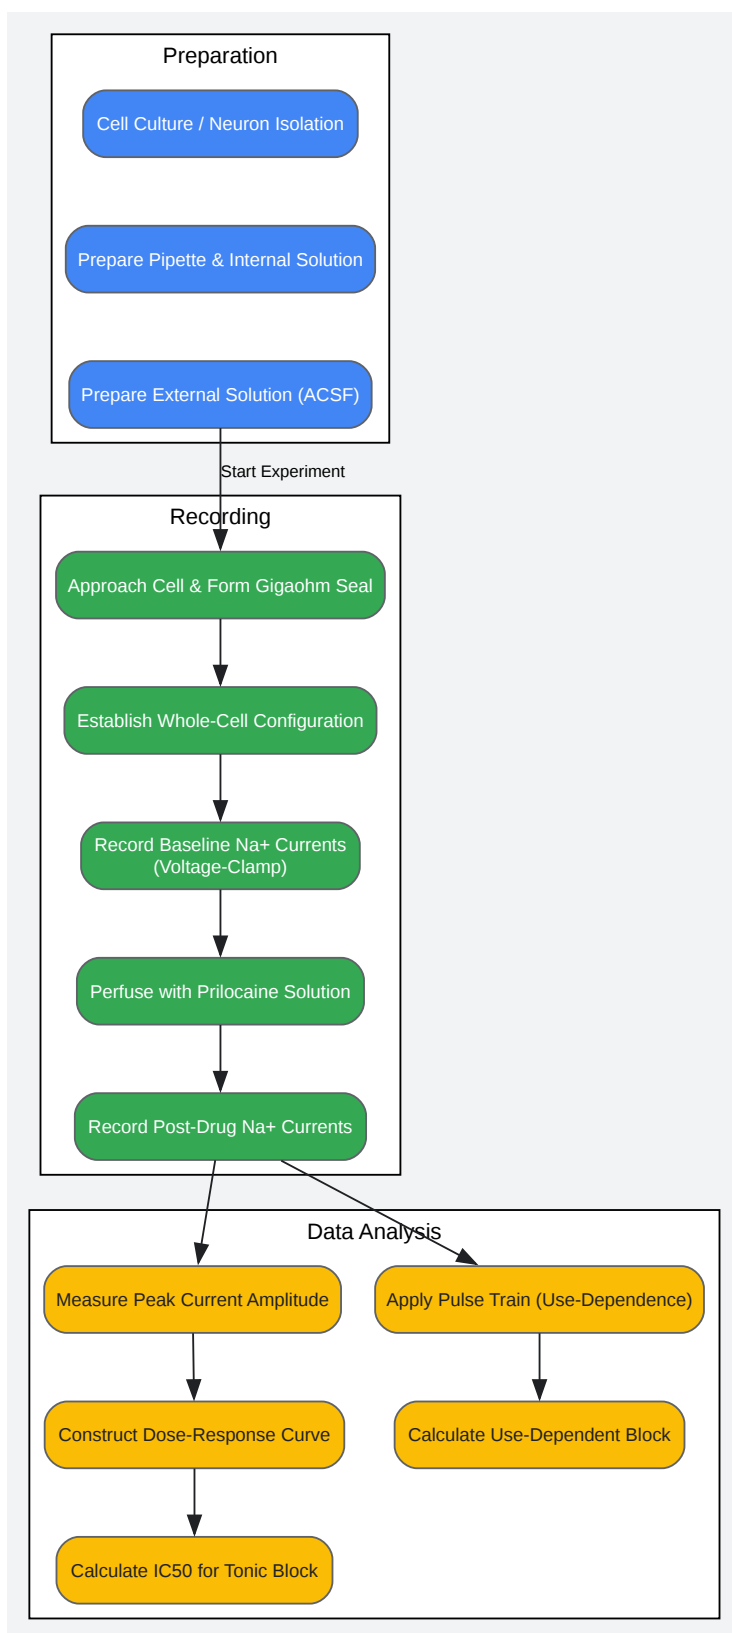 Preparation
Cell Culture / Neuron Isolation
Prepare Pipette & Internal Solution
Prepare External Solution (ACSF)
Start Experiment
Recording
Approach Cell & Form Gigaohm Seal
Establish Whole-Cell Configuration
Record Baseline Na+ Currents
(Voltage-Clamp)
Perfuse with Prilocaine Solution
Record Post-Drug Na+ Currents
Data Analysis
Measure Peak Current Amplitude
Apply Pulse Train (Use-Dependence)
Construct Dose-Response Curve
Calculate Use-Dependent Block
Calculate IC50 for Tonic Block